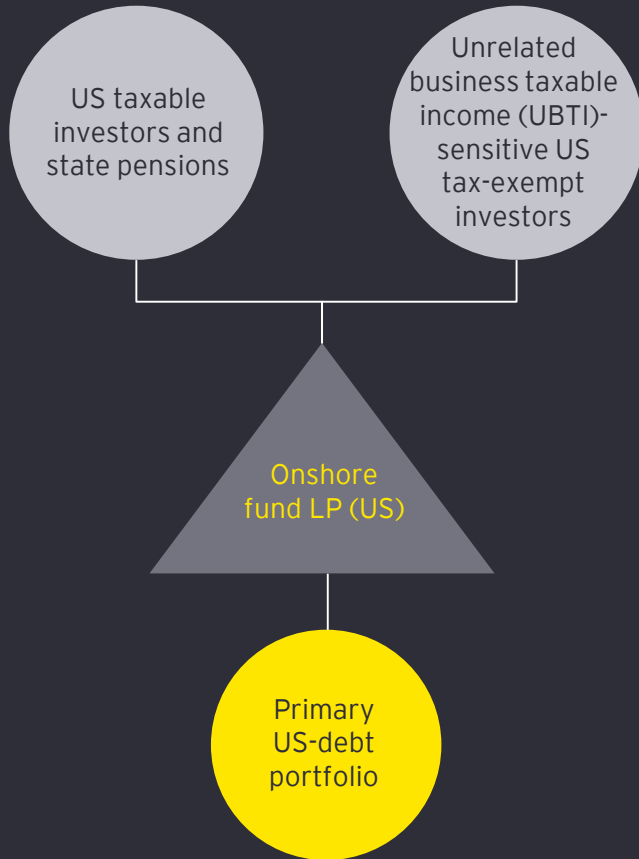 US taxable
investors and
state pensions
Unrelated
business taxable
income (UBTI)-
sensitive US
tax-exempt
investors
Onshore
fund LP (US)
Primary
US-debt
portfolio